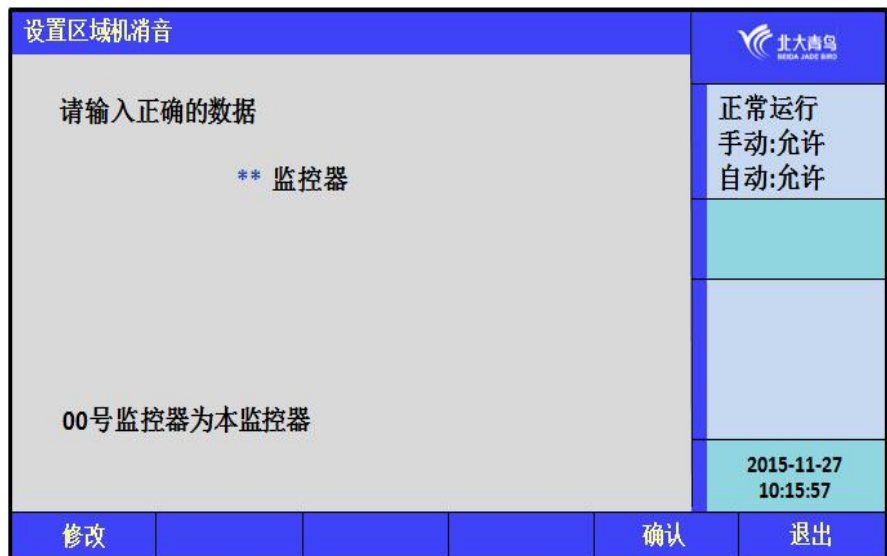 设置区域机消音
北大青鸟
BEIDA JADE BIRD
请输入正确的数据
** 监控器
00号监控器为本监控器
正常运行
手动:允许
自动:允许
2015-11-27
10:15:57
修改
确认
退出